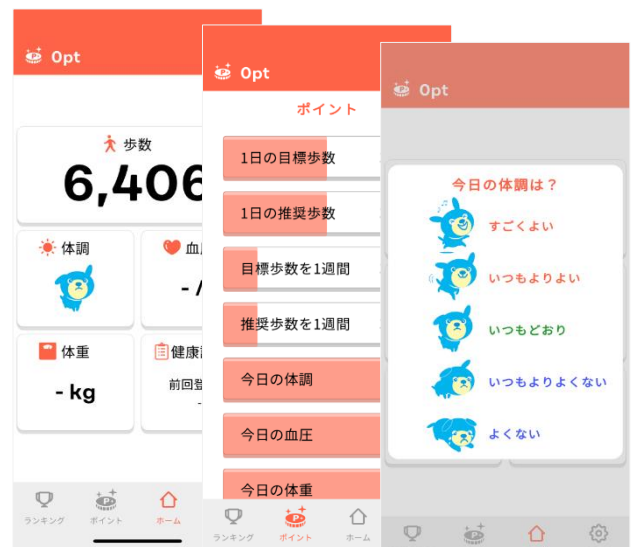 0pt
歩数
6,406
体調
血
- /
体重
- kg
健康
前回登
-
ランキング
ポイント
ホーム
0pt
ポイント
1日の目標歩数
1日の推奨歩数
目標歩数を1週間
推奨歩数を1週間
今日の体調
今日の血圧
今日の体重
ランキング
ポイント
ホーム
0pt
今日の体調は？
すごくよい
いつもよりよい
いつもどおり
いつもよりよくない
よくない